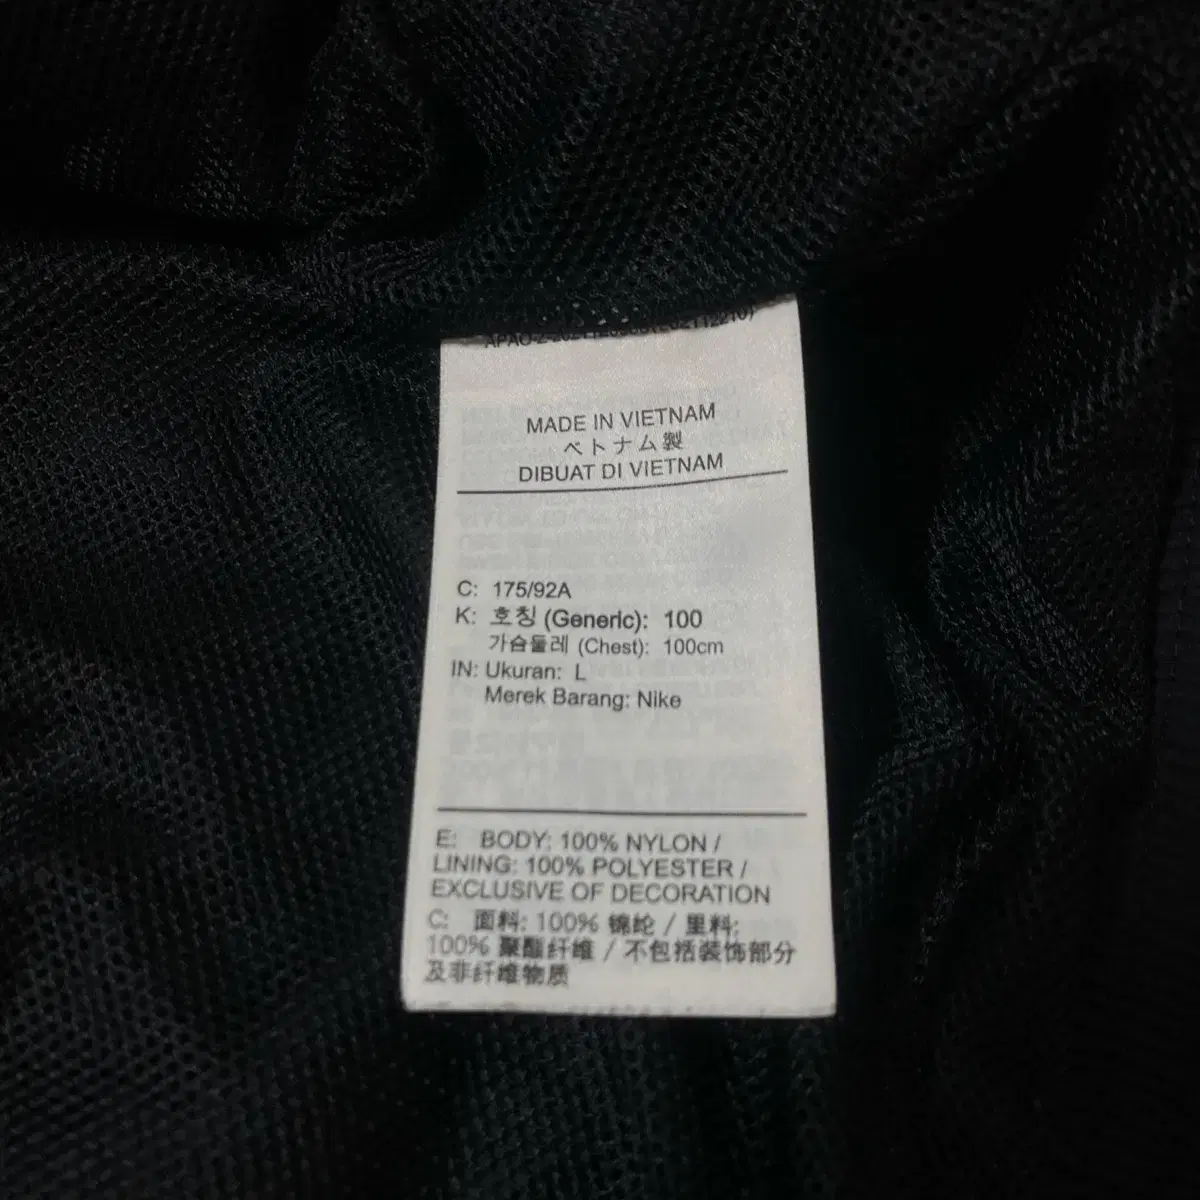 MADE IN VIETNAM
ベトナム製
DIBUAT DI VIETNAM
C: 175/92A
K: 호칭 (Generic): 100
가슴둘레 (Chest): 100cm
IN: Ukuran: L
Merek Barang: Nike
E: BODY: 100% NYLON /
LINING: 100% POLYESTER /
EXCLUSIVE OF DECORATION
C: 面料: 100% 锦纶 / 里料:
100% 聚酯纤维 / 不包括装饰部分
及非纤维物质